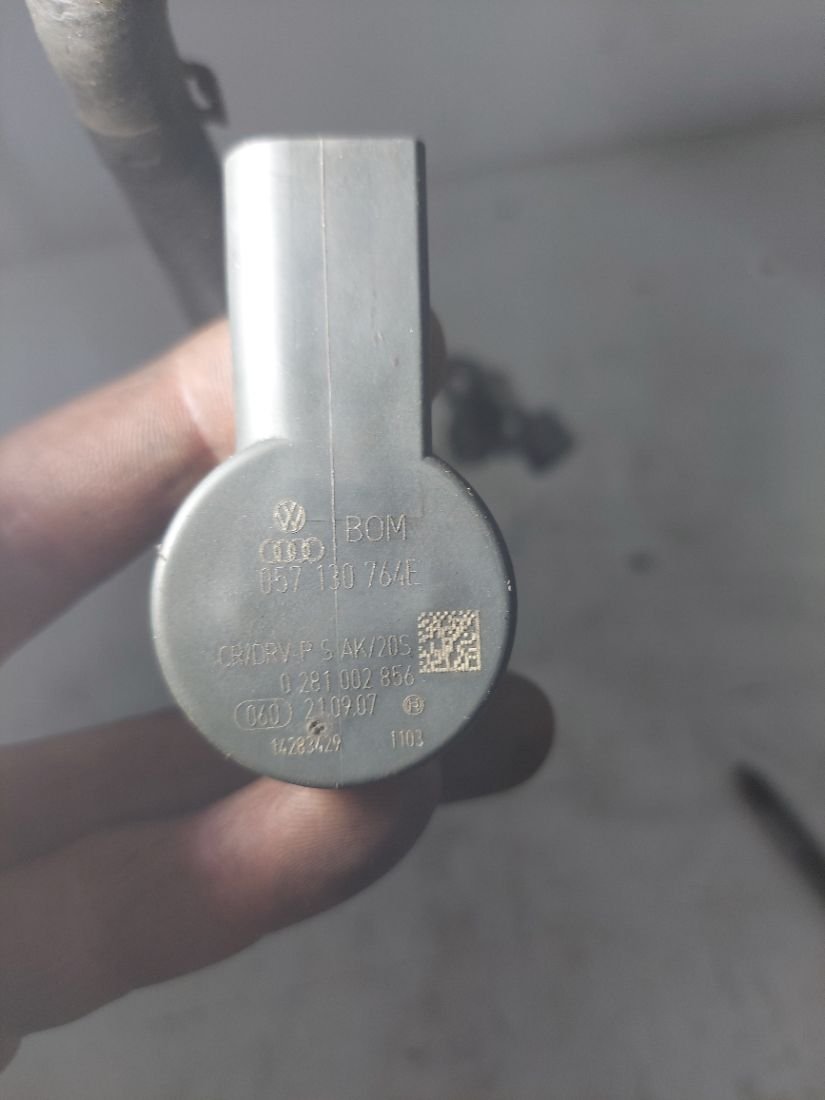 BOM
057 130 764E
CR/DRV-P S AK/20S
0 281 002 856
060 21.09.07
14283429 1103